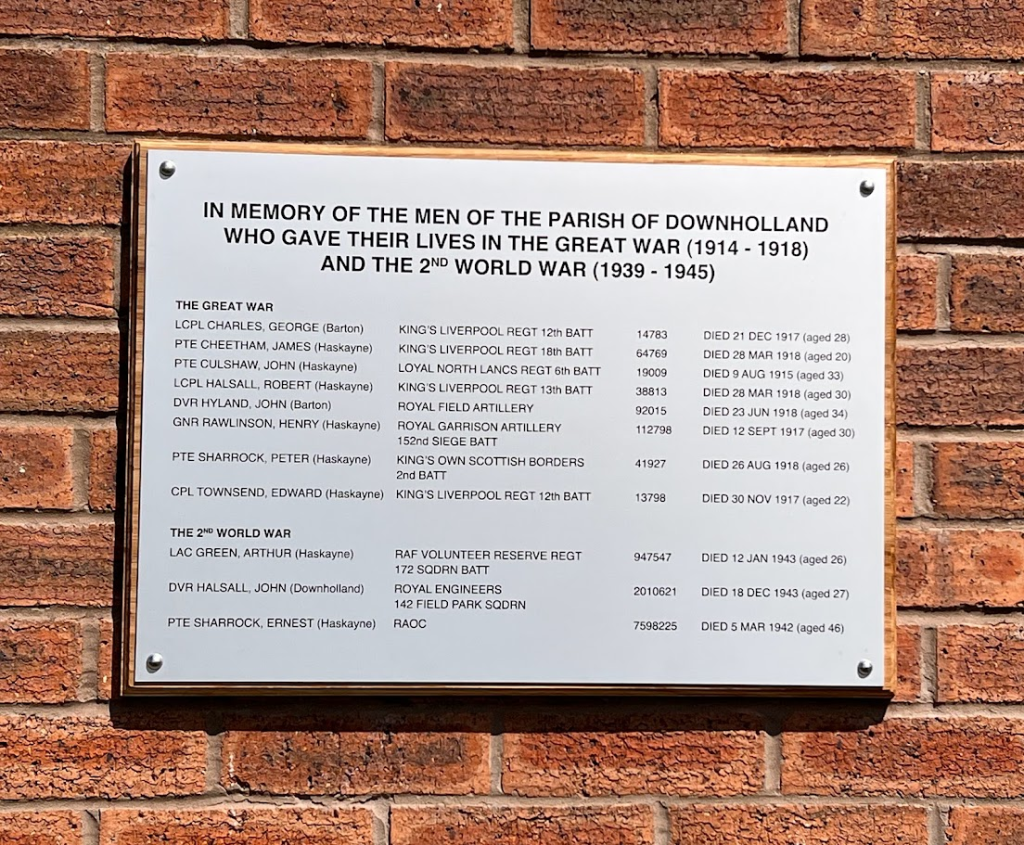 IN MEMORY OF THE MEN OF THE PARISH OF DOWNHOLLAND
WHO GAVE THEIR LIVES IN THE GREAT WAR (1914 - 1918)
AND THE 2ND WORLD WAR (1939 - 1945)
THE GREAT WAR
LCPL CHARLES, GEORGE (Barton) KING'S LIVERPOOL REGT 12th BATT 14783 DIED 21 DEC 1917 (aged 28)
PTE CHEETHAM, JAMES (Haskayne) KING'S LIVERPOOL REGT 18th BATT 64769 DIED 28 MAR 1918 (aged 20)
PTE CULSHAW, JOHN (Haskayne) LOYAL NORTH LANCS REGT 6th BATT 19009 DIED 9 AUG 1915 (aged 33)
LCPL HALSALL, ROBERT (Haskayne) KING'S LIVERPOOL REGT 13th BATT 38813 DIED 28 MAR 1918 (aged 30)
DVR HYLAND, JOHN (Barton) ROYAL FIELD ARTILLERY 92015 DIED 23 JUN 1918 (aged 34)
GNR RAWLINSON, HENRY (Haskayne) ROYAL GARRISON ARTILLERY 112798 DIED 12 SEPT 1917 (aged 30)
152nd SIEGE BATT
PTE SHARROCK, PETER (Haskayne) KING'S OWN SCOTTISH BORDERS 41927 DIED 26 AUG 1918 (aged 26)
2nd BATT
CPL TOWNSEND, EDWARD (Haskayne) KING'S LIVERPOOL REGT 12th BATT 13798 DIED 30 NOV 1917 (aged 22)
THE 2ND WORLD WAR
LAC GREEN, ARTHUR (Haskayne) RAF VOLUNTEER RESERVE REGT 947547 DIED 12 JAN 1943 (aged 26)
172 SQDRN BATT
DVR HALSALL, JOHN (Downholland) ROYAL ENGINEERS 2010621 DIED 18 DEC 1943 (aged 27)
142 FIELD PARK SQDRN
PTE SHARROCK, ERNEST (Haskayne) RAOC 7598225 DIED 5 MAR 1942 (aged 46)